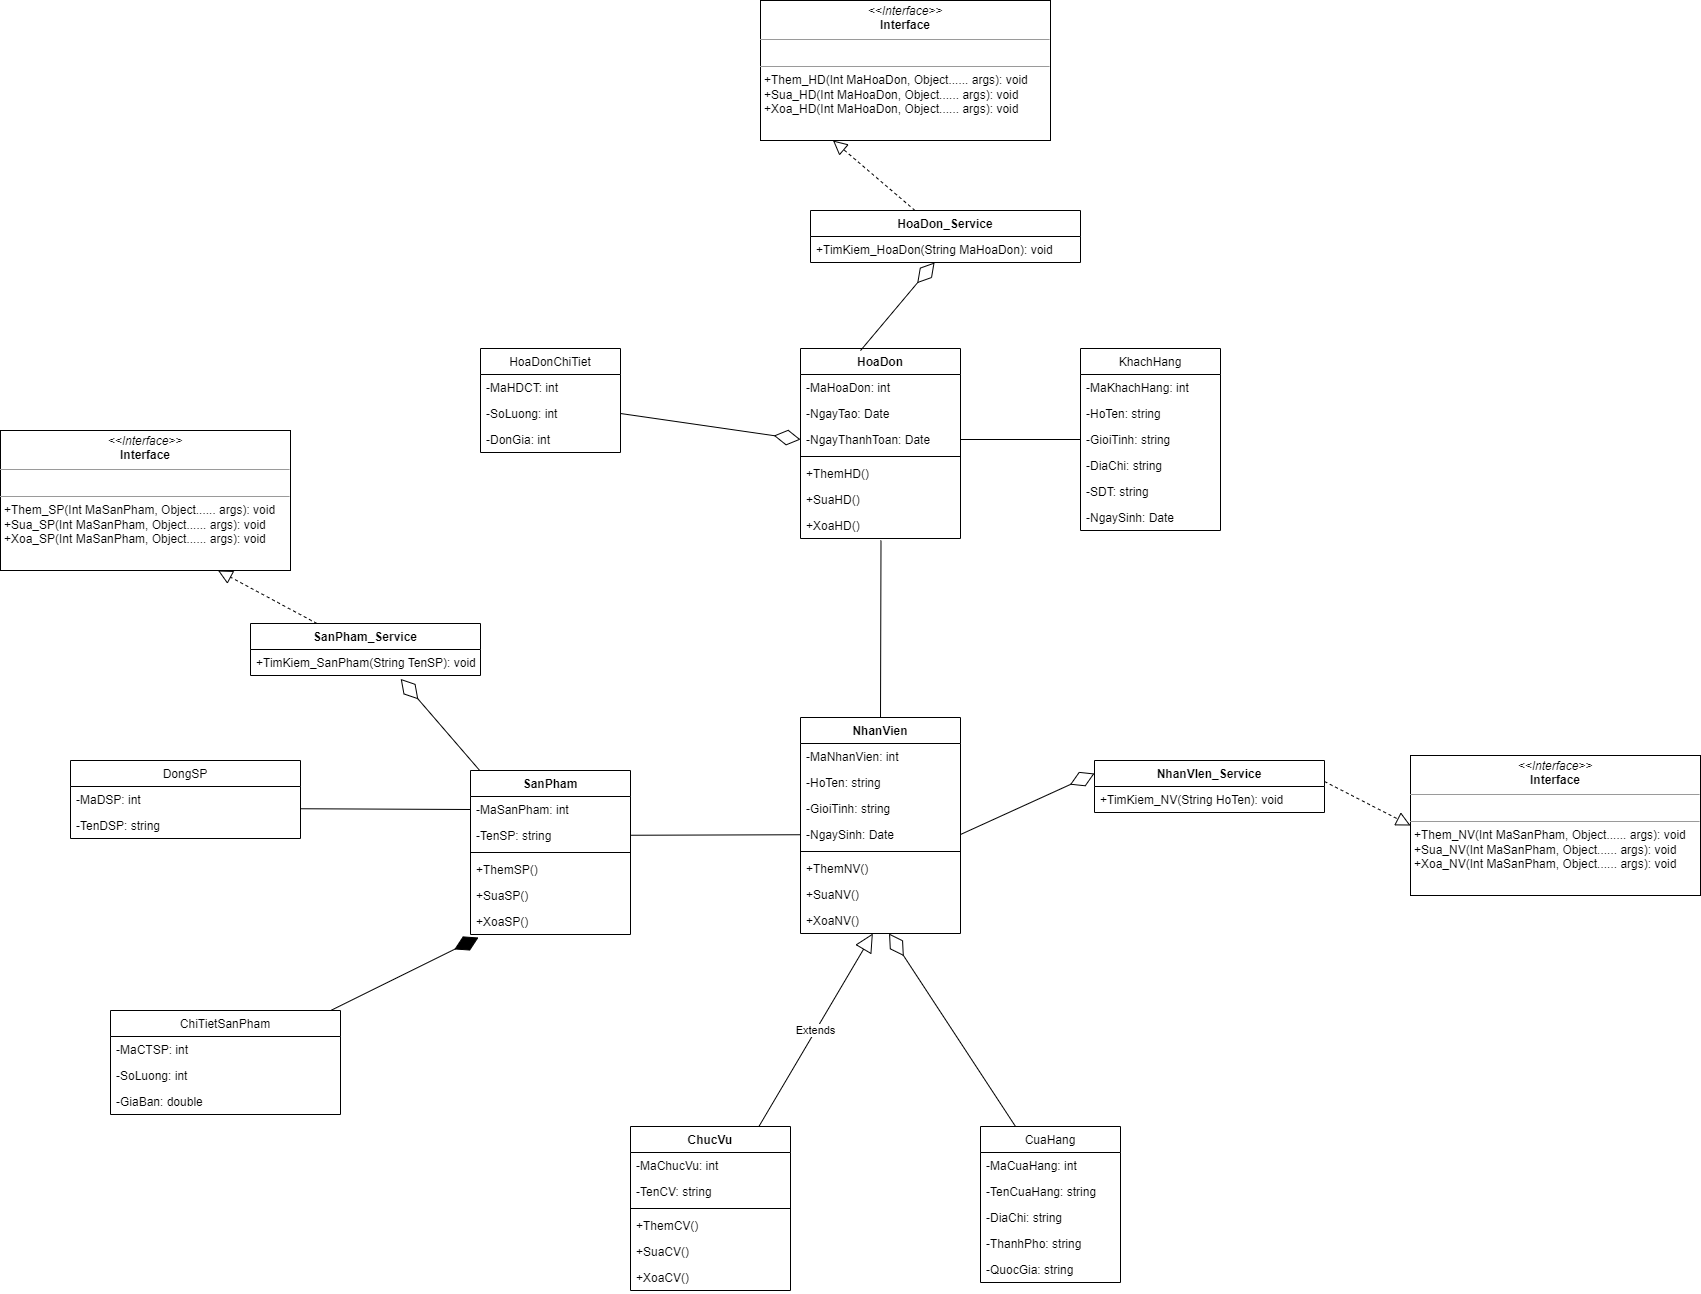 <<Interface>>
Interface
+Them_HD(Int MaHoaDon, Object...... args): void
+Sua_HD(Int MaHoaDon, Object...... args): void
+Xoa_HD(Int MaHoaDon, Object...... args): void
HoaDon_Service
+TimKiem_HoaDon(String MaHoaDon): void
HoaDonChiTiet
-MaHDCT: int
-SoLuong: int
-DonGia: int
HoaDon
-MaHoaDon: int
-NgayTao: Date
-NgayThanhToan: Date
+ThemHD()
+SuaHD()
+XoaHD()
KhachHang
-MaKhachHang: int
-HoTen: string
-GioiTinh: string
-DiaChi: string
-SDT: string
-NgaySinh: Date
<<Interface>>
Interface
+Them_SP(Int MaSanPham, Object...... args): void
+Sua_SP(Int MaSanPham, Object...... args): void
+Xoa_SP(Int MaSanPham, Object...... args): void
SanPham_Service
+TimKiem_SanPham(String TenSP): void
DongSP
-MaDSP: int
-TenDSP: string
SanPham
-MaSanPham: int
-TenSP: string
+ThemSP()
+SuaSP()
+XoaSP()
NhanVien
-MaNhanVien: int
-HoTen: string
-GioiTinh: string
-NgaySinh: Date
+ThemNV()
+SuaNV()
+XoaNV()
NhanVIen_Service
+TimKiem_NV(String HoTen): void
<<Interface>>
Interface
+Them_NV(Int MaSanPham, Object...... args): void
+Sua_NV(Int MaSanPham, Object...... args): void
+Xoa_NV(Int MaSanPham, Object...... args): void
ChiTietSanPham
-MaCTSP: int
-SoLuong: int
-GiaBan: double
Extends
ChucVu
-MaChucVu: int
-TenCV: string
+ThemCV()
+SuaCV()
+XoaCV()
CuaHang
-MaCuaHang: int
-TenCuaHang: string
-DiaChi: string
-ThanhPho: string
-QuocGia: string